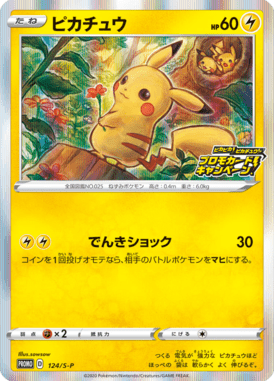 たね ピカチュウ HP60
ピカピカ！ピカチュウ！
プロモカード
キャンペーン！
全国図鑑NO.025 ねずみポケモン 高さ：0.4m 重さ：6.0kg
でんきショック 30
コインを1回投げオモテなら、相手のバトルポケモンをマヒにする。
弱点 ×2 抵抗力 にげる
Illus. sowsow
PROMO D 124/S-P
©2020 Pokémon/Nintendo/Creatures/GAME FREAK.
つくる 電気が 強力な ピカチュウほど
ほっぺの 袋は 軟らかく よく 伸びるぞ。